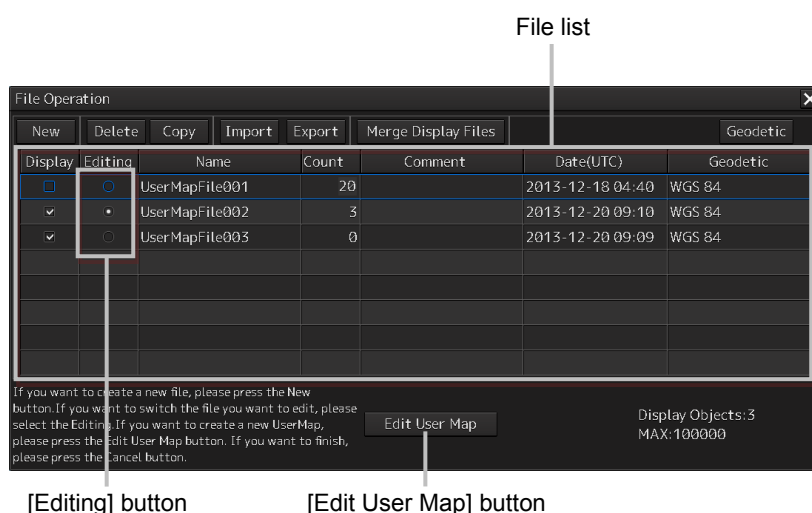 File list
File Operation
New Delete Copy Import Export Merge Display Files Geodetic
Display Editing Name Count Comment Date(UTC) Geodetic
UserMapFile001 20 2013-12-18 04:40 WGS 84
UserMapFile002 3 2013-12-20 09:10 WGS 84
UserMapFile003 0 2013-12-20 09:09 WGS 84
If you want to create a new file, please press the New
button.If you want to switch the file you want to edit, please
select the Editing.If you want to create a new UserMap,
please press the Edit User Map button. If you want to finish,
please press the Cancel button.
Edit User Map
Display Objects:3
MAX:100000
[Editing] button [Edit User Map] button